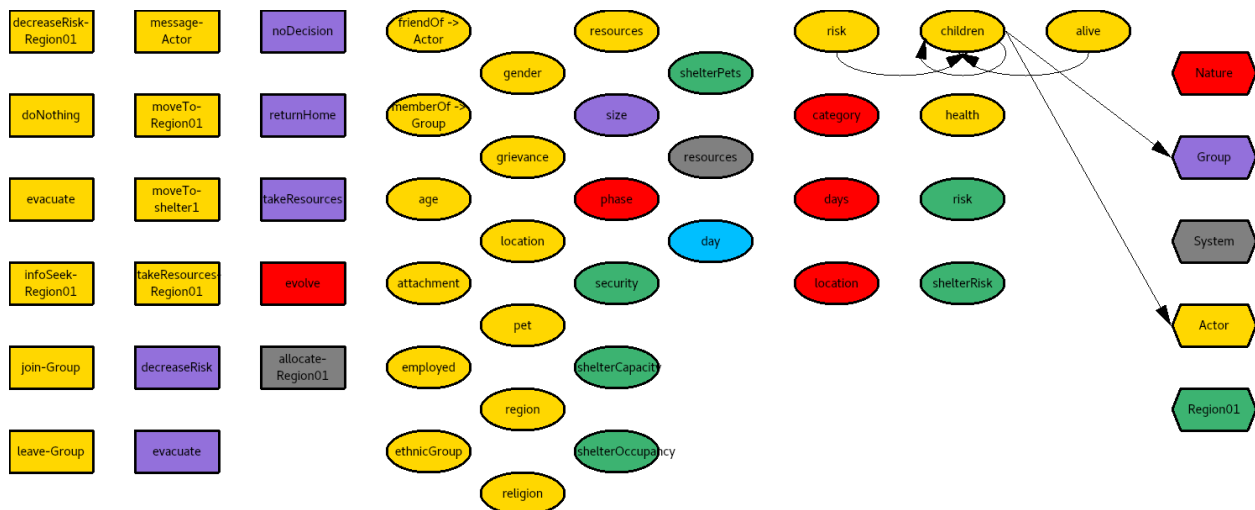 decreaseRisk-
Region01
message-
Actor
noDecision
friendOf ->
Actor
resources
risk
children
alive
gender
shelterPets
Nature
doNothing
moveTo-
Region01
returnHome
memberOf ->
Group
size
category
health
grievance
resources
Group
evacuate
moveTo-
shelter1
takeResources
age
phase
days
risk
location
day
System
infoSeek-
Region01
takeResources-
Region01
evolve
attachment
security
location
shelterRisk
pet
Actor
join-Group
decreaseRisk
allocate-
Region01
employed
shelterCapacity
region
Region01
leave-Group
evacuate
ethnicGroup
shelterOccupancy
religion